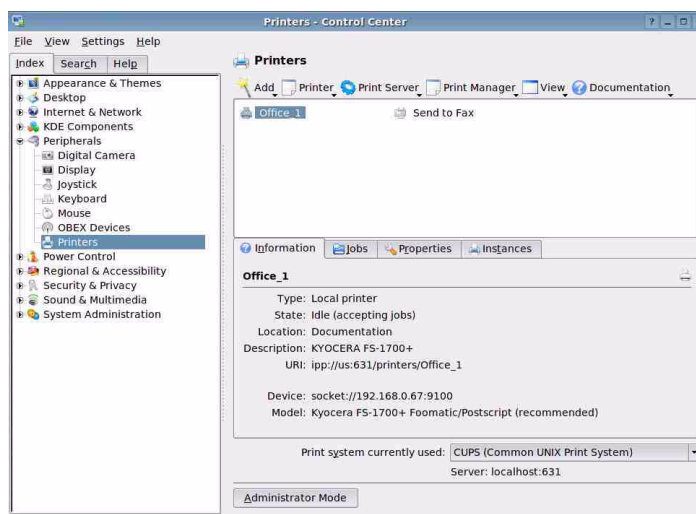 Printers - Control Center
File View Settings Help
Index Search Help
Appearance & Themes
Desktop
Internet & Network
KDE Components
Peripherals
Digital Camera
Display
Joystick
Keyboard
Mouse
OBEX Devices
Printers
Power Control
Regional & Accessibility
Security & Privacy
Sound & Multimedia
System Administration
Printers
Add Printer Print Server Print Manager View Documentation
Office_1 Send to Fax
Information Jobs Properties Instances
Office_1
Type: Local printer
State: Idle (accepting jobs)
Location: Documentation
Description: KYOCERA FS-1700+
URI: ipp://us:631/printers/Office_1
Device: socket://192.168.0.67:9100
Model: Kyocera FS-1700+ Foomatic/Postscript (recommended)
Print system currently used: CUPS (Common UNIX Print System)
Server: localhost:631
Administrator Mode